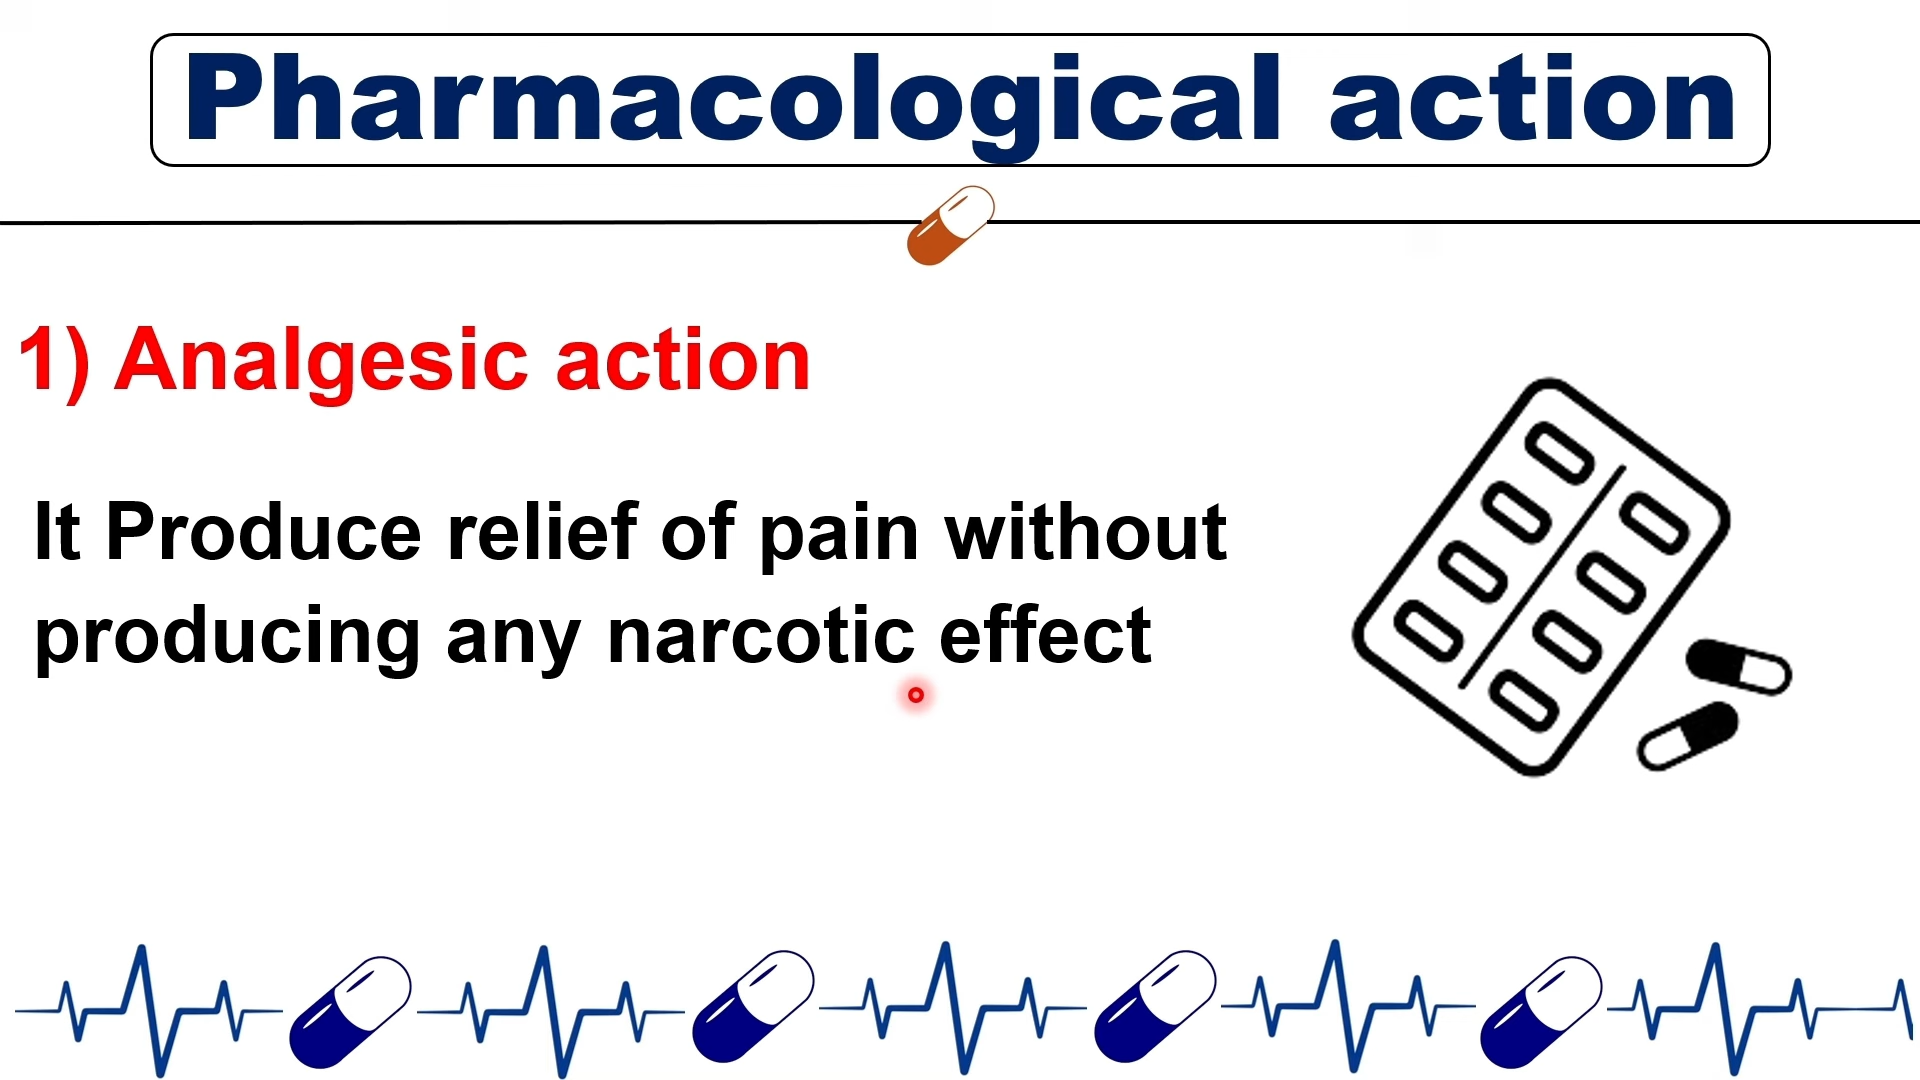 Pharmacological action
1) Analgesic action
It Produce relief of pain without
producing any narcotic effect